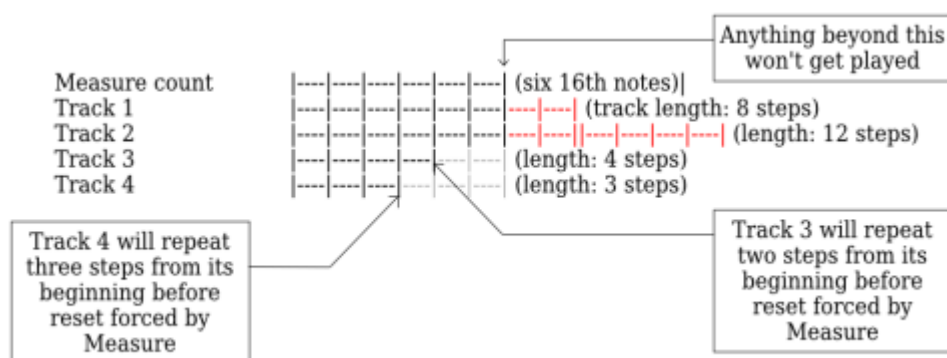 Anything beyond this
won't get played
Measure count |----|----|----|----|----|----| (six 16th notes)|
Track 1 |----|----|----|----|----|----|----|----| (track length: 8 steps)
Track 2 |----|----|----|----|----|----|----|----||----|----|----|----| (length: 12 steps)
Track 3 |----|----|----|----|----|----| (length: 4 steps)
Track 4 |----|----|----|----|----|----| (length: 3 steps)
Track 4 will repeat
three steps from its
beginning before
reset forced by
Measure
Track 3 will repeat
two steps from its
beginning before
reset forced by
Measure